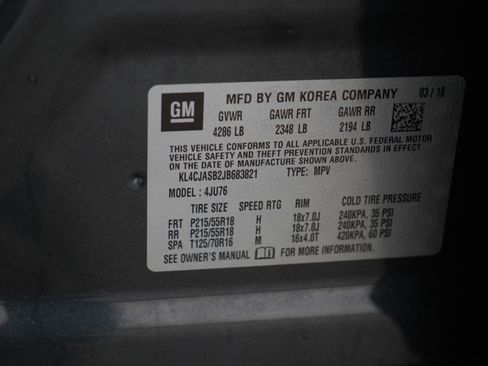 GM
MFD BY GM KOREA COMPANY 03/18
GVWR GAWR FRT GAWR RR
4286 LB 2348 LB 2194 LB
THIS VEHICLE CONFORMS TO ALL APPLICABLE U.S. FEDERAL MOTOR
VEHICLE SAFETY AND THEFT PREVENTION STANDARDS IN EFFECT ON
THE DATE OF MANUFACTURE SHOWN ABOVE.
KL4CJASB2JB683821 TYPE: MPV
MODEL: 4JU76
TIRE SIZE SPEED RTG RIM COLD TIRE PRESSURE
FRT P215/55R18 H 18x7.0J 240KPA, 35 PSI
RR P215/55R18 H 18x7.0J 240KPA, 35 PSI
SPA T125/70R16 M 16x4.0T 420KPA, 60 PSI
SEE OWNER'S MANUAL FOR MORE INFORMATION.